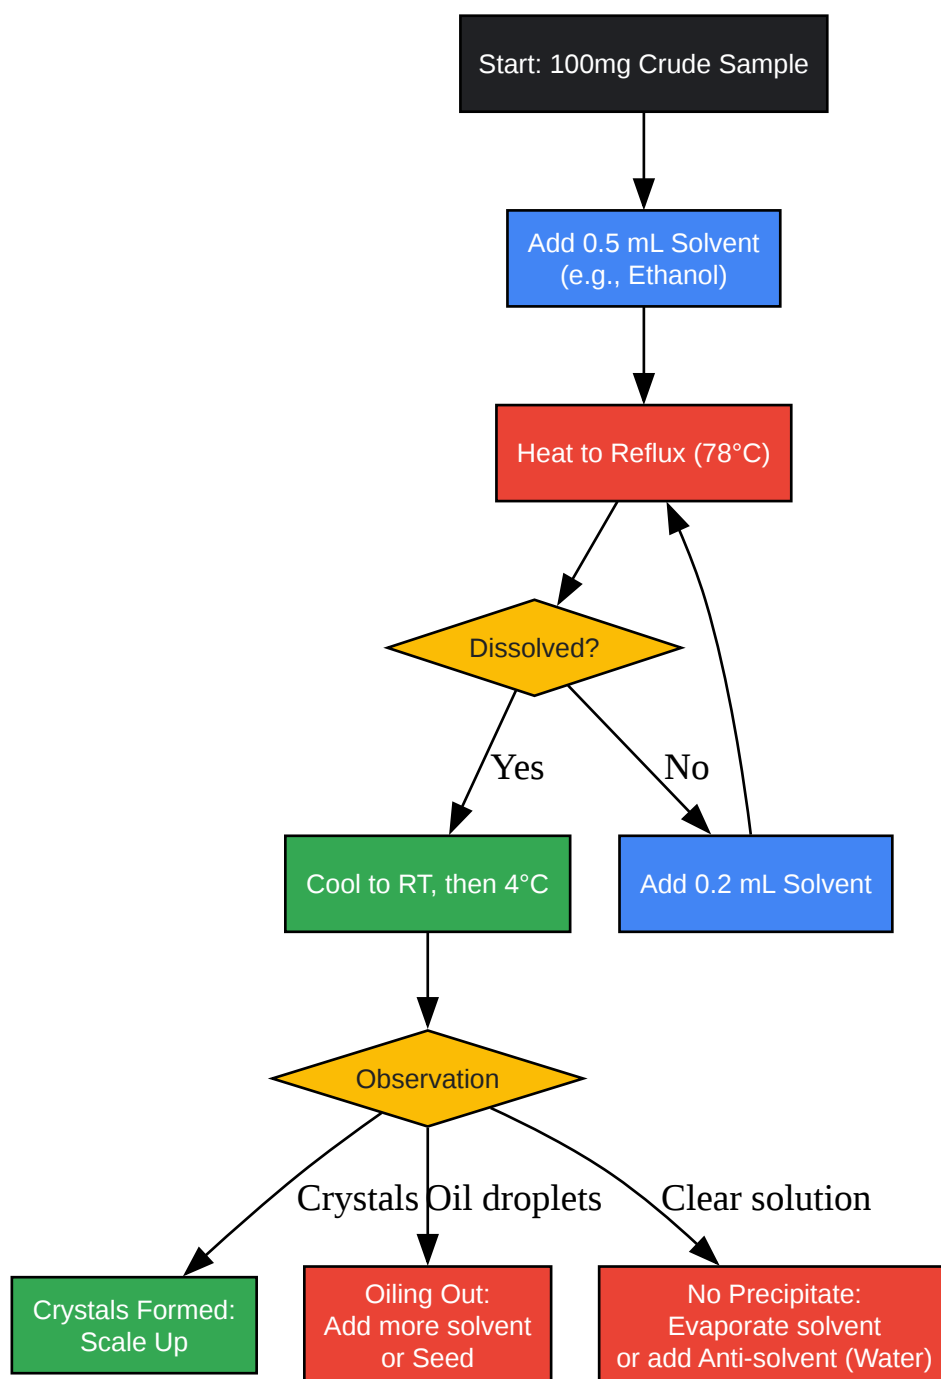 Start: 100mg Crude Sample
Add 0.5 mL Solvent
(e.g., Ethanol)
Heat to Reflux (78°C)
Dissolved?
Yes
No
Cool to RT, then 4°C
Add 0.2 mL Solvent
Observation
Crystals
Oil droplets
Clear solution
Crystals Formed:
Scale Up
Oiling Out:
Add more solvent
or Seed
No Precipitate:
Evaporate solvent
or add Anti-solvent (Water)